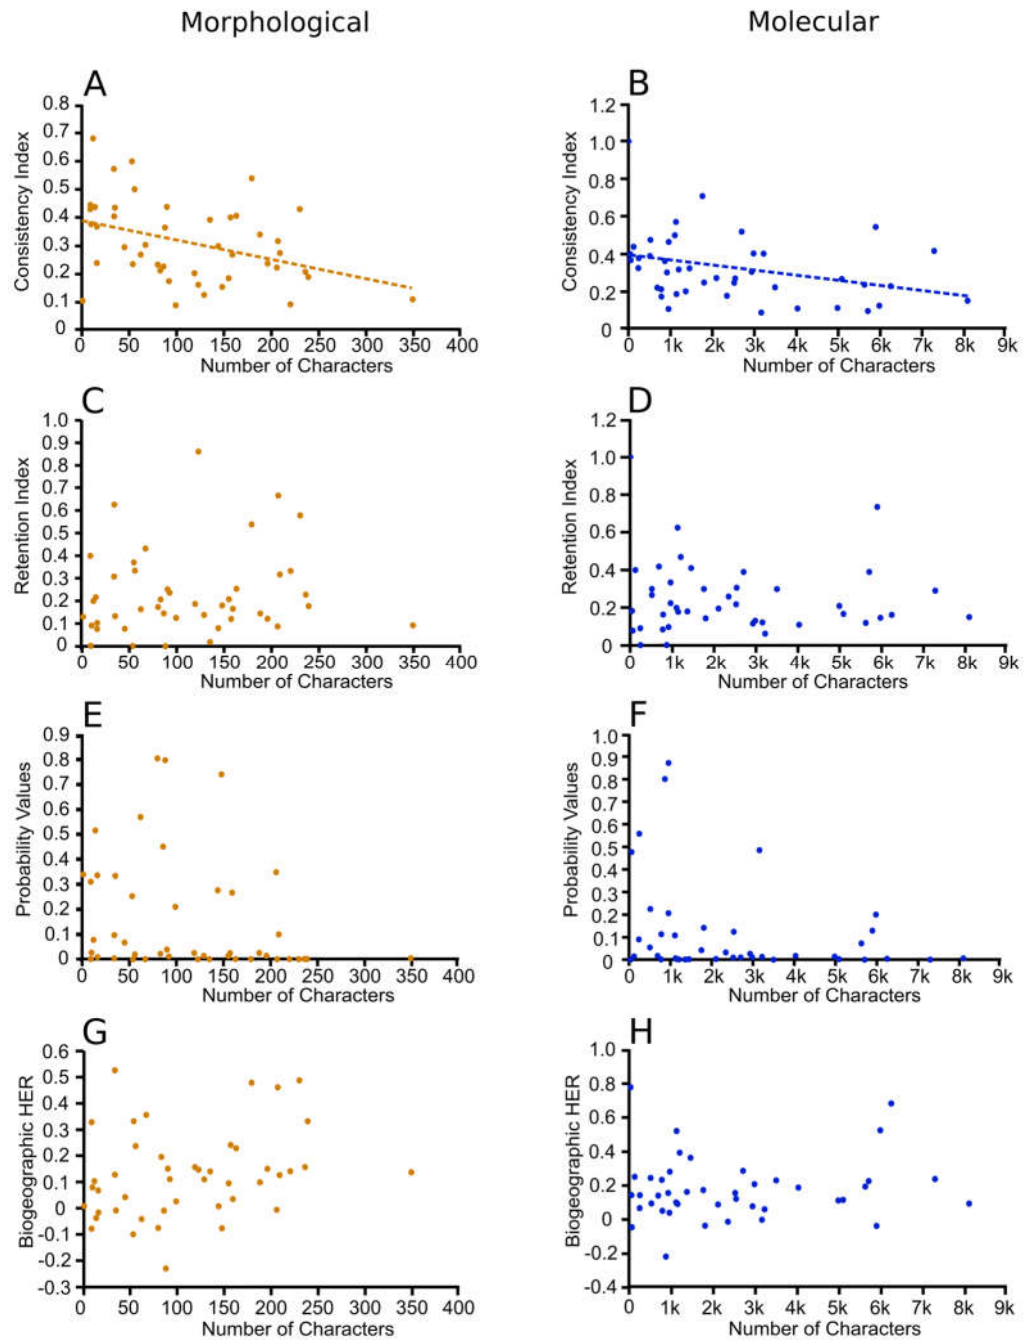 Morphological
Molecular
A
B
0.8
0.7
0.6
0.5
0.4
0.3
0.2
0.1
0
Consistency Index
0 50 100 150 200 250 300 350 400
Number of Characters
1.2
1.0
0.8
0.6
0.4
0.2
0
Consistency Index
0 1k 2k 3k 4k 5k 6k 7k 8k 9k
Number of Characters
C
D
1.0
0.9
0.8
0.7
0.6
0.5
0.4
0.3
0.2
0.1
0
Retention Index
0 50 100 150 200 250 300 350 400
Number of Characters
1.2
1.0
0.8
0.6
0.4
0.2
0
Retention Index
0 1k 2k 3k 4k 5k 6k 7k 8k 9k
Number of Characters
E
F
0.9
0.8
0.7
0.6
0.5
0.4
0.3
0.2
0.1
0
Probability Values
0 50 100 150 200 250 300 350 400
Number of Characters
1.0
0.9
0.8
0.7
0.6
0.5
0.4
0.3
0.2
0.1
0
Probability Values
0 1k 2k 3k 4k 5k 6k 7k 8k 9k
Number of Characters
G
H
0.6
0.5
0.4
0.3
0.2
0.1
0
-0.1
-0.2
-0.3
Biogeographic HER
0 50 100 150 200 250 300 350 400
Number of Characters
1.0
0.8
0.6
0.4
0.2
0
-0.2
-0.4
Biogeographic HER
0 1k 2k 3k 4k 5k 6k 7k 8k 9k
Number of Characters